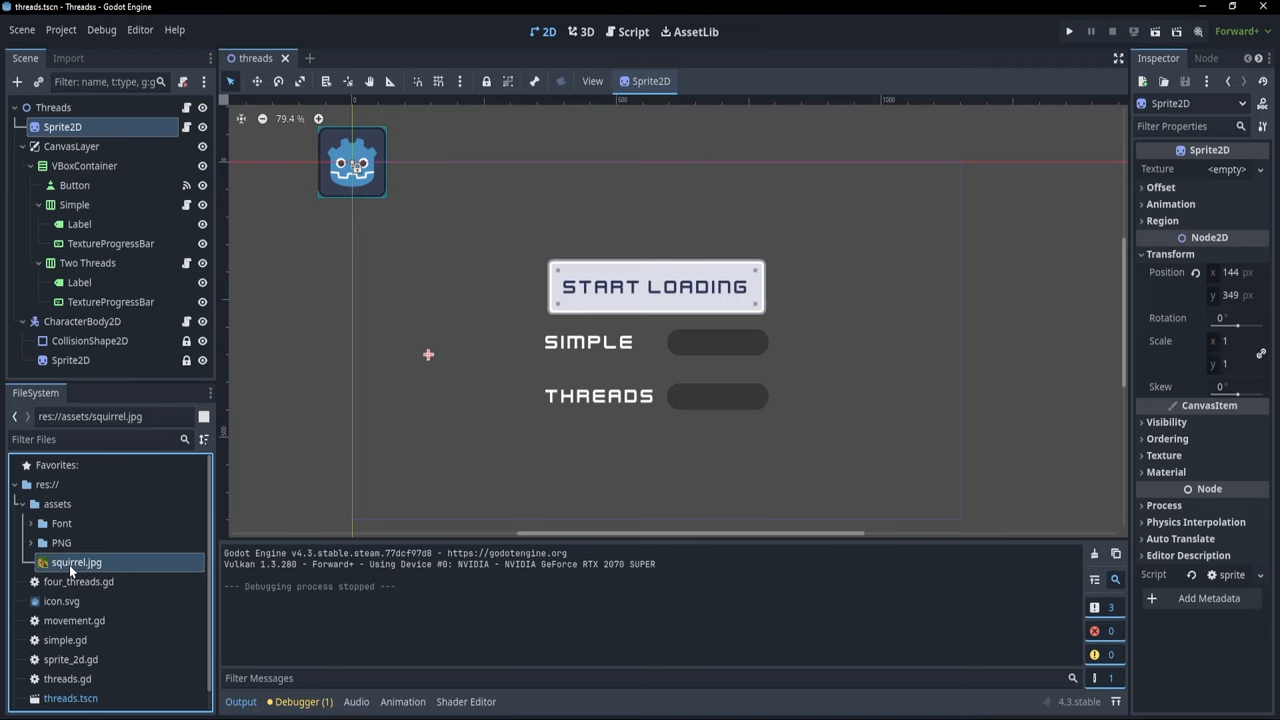 threads.tscn - Threadss - Godot Engine
Scene Project Debug Editor Help
2D 3D Script AssetLib
Forward+
Scene Import
Filter: name, t:type, g:g
Threads
Sprite2D
CanvasLayer
VBoxContainer
Button
Simple
Label
TextureProgressBar
Two Threads
Label
TextureProgressBar
CharacterBody2D
CollisionShape2D
Sprite2D
FileSystem
res://assets/squirrel.jpg
Filter Files
Favorites:
res://
assets
Font
PNG
squirrel.jpg
four_threads.gd
icon.svg
movement.gd
simple.gd
sprite_2d.gd
threads.gd
threads.tscn
threads
View Sprite2D
0 500 1000
79.4 %
0
500
START LOADING
SIMPLE
THREADS
Godot Engine v4.3.stable.steam.77dcf97d8 - https://godotengine.org
Vulkan 1.3.280 - Forward+ - Using Device #0: NVIDIA - NVIDIA GeForce RTX 2070 SUPER
--- Debugging process stopped ---
3
0
0
1
Filter Messages
Output Debugger (1) Audio Animation Shader Editor
4.3.stable
Inspector Node
Sprite2D
Filter Properties
Sprite2D
Texture <empty>
Offset
Animation
Region
Node2D
Transform
Position x 144 px
y 349 px
Rotation 0°
Scale x 1
y 1
Skew 0°
CanvasItem
Visibility
Ordering
Texture
Material
Node
Process
Physics Interpolation
Auto Translate
Editor Description
Script sprite
Add Metadata